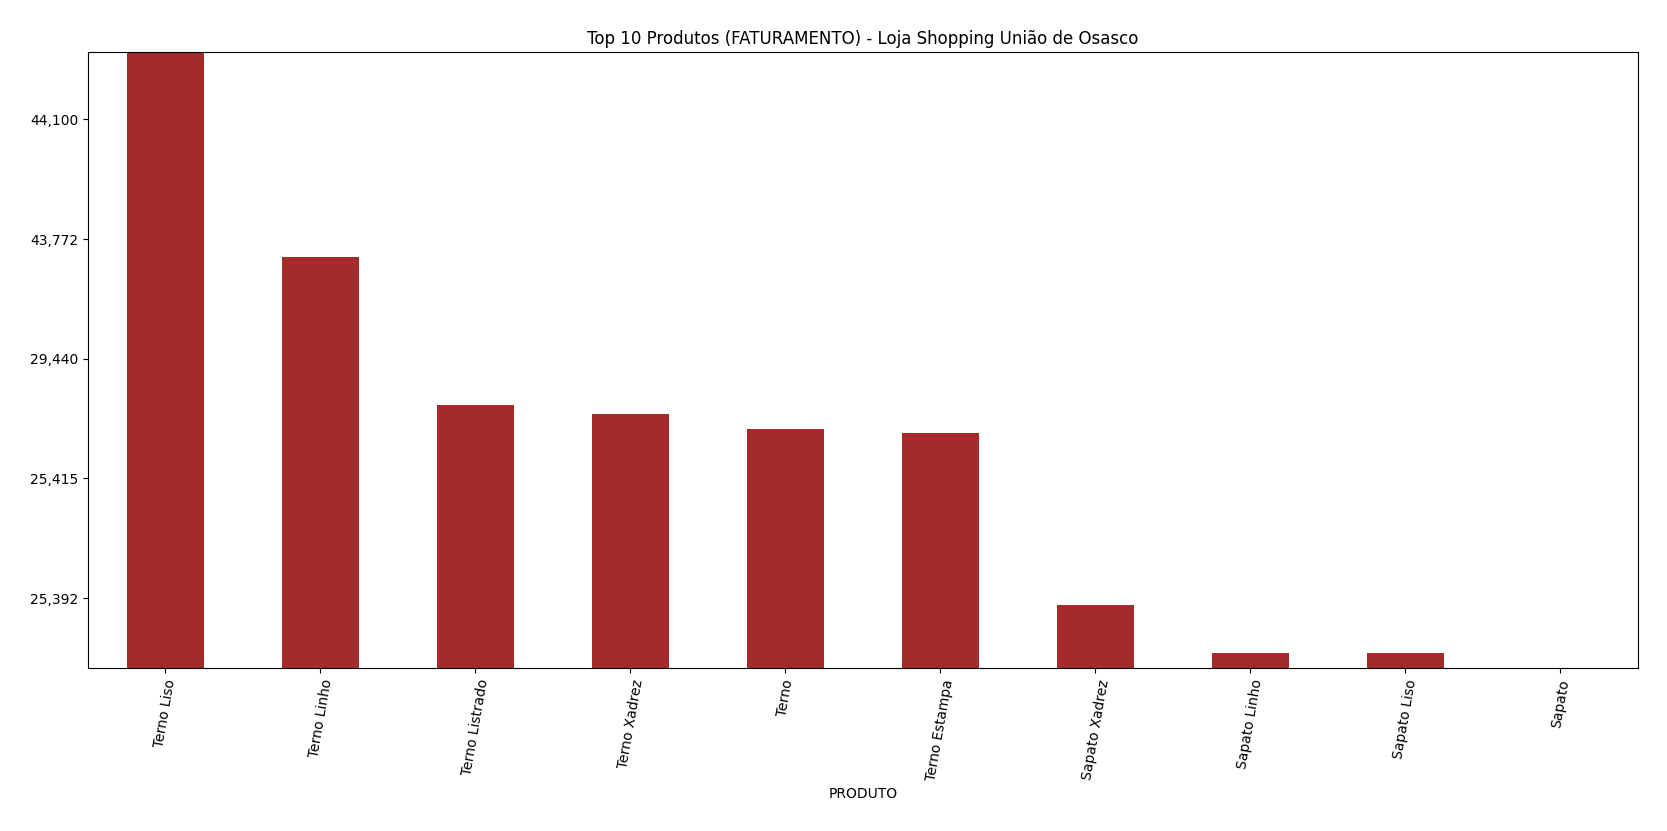 Top 10 Produtos (FATURAMENTO) - Loja Shopping União de Osasco
44,100
43,772
29,440
25,415
25,392
Terno Liso
Terno Linho
Terno Listrado
Terno Xadrez
Terno
Terno Estampa
Sapato Xadrez
Sapato Linho
Sapato Liso
Sapato
PRODUTO